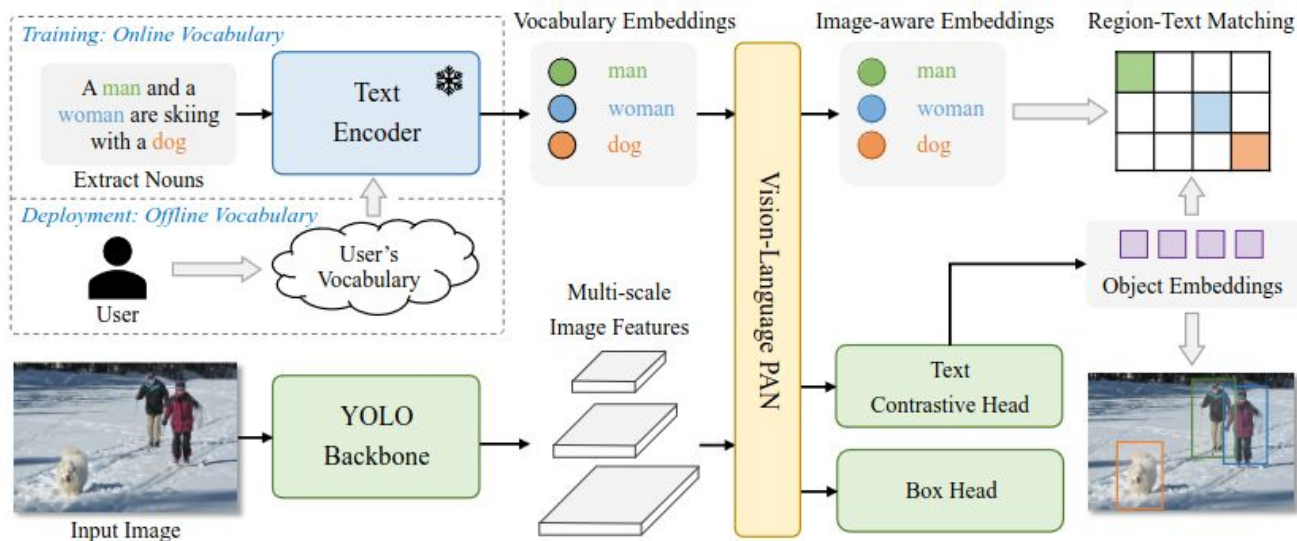 Training: Online Vocabulary
A man and a
woman are skiing
with a dog
Extract Nouns
Text
Encoder
Deployment: Offline Vocabulary
User
User's
Vocabulary
Vocabulary Embeddings
man
woman
dog
Image-aware Embeddings
man
woman
dog
Region-Text Matching
Vision-Language PAN
Object Embeddings
Multi-scale
Image Features
Text
Contrastive Head
YOLO
Backbone
Box Head
Input Image